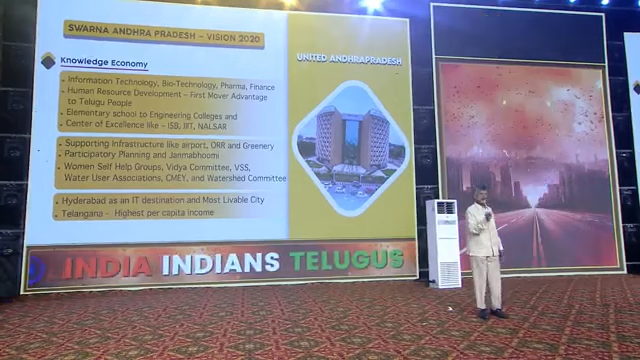 SWARNA ANDHRA PRADESH – VISION 2020
Knowledge Economy
• Information Technology, Bio-Technology, Pharma, Finance
• Human Resource Development – First Mover Advantage
to Telugu People
• Elementary school to Engineering Colleges and
• Center of Excellence like – ISB, IIIT, NALSAR
• Supporting Infrastructure like airport, ORR and Greenery
• Participatory Planning and Janmabhoomi
• Women Self Help Groups, Vidya Committee, VSS,
Water User Associations, CMEY, and Watershed Committee
• Hyderabad as an IT destination and Most Livable City
• Telangana - Highest per capita income
UNITED ANDHRAPRADESH
INDIA INDIANS TELUGUS